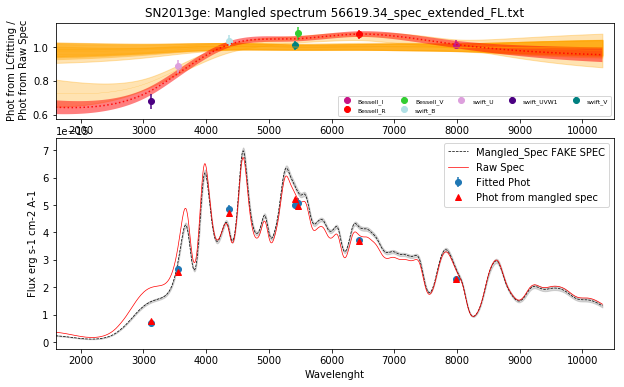 SN2013ge: Mangled spectrum 56619.34_spec_extended_FL.txt
Phot from LCfitting /
Phot from Raw Spec
1.0
0.8
0.6
Bessell_I
Bessell_R
Bessell_V
swift_B
swift_U
swift_UVW1
swift_V
2000 3000 4000 5000 6000 7000 8000 9000 10000
Flux erg s-1 cm-2 A-1
7
6
5
4
3
2
1
0
Mangled_Spec FAKE SPEC
Raw Spec
Fitted Phot
Phot from mangled spec
2000 3000 4000 5000 6000 7000 8000 9000 10000
Wavelenght